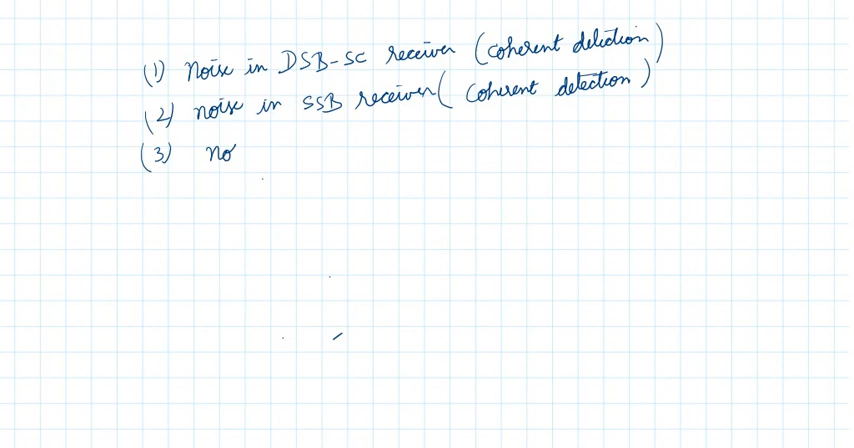 (1) Noise in DSB-SC receiver (coherent detection)
(2) noise in SSB receiver (coherent detection)
(3) no